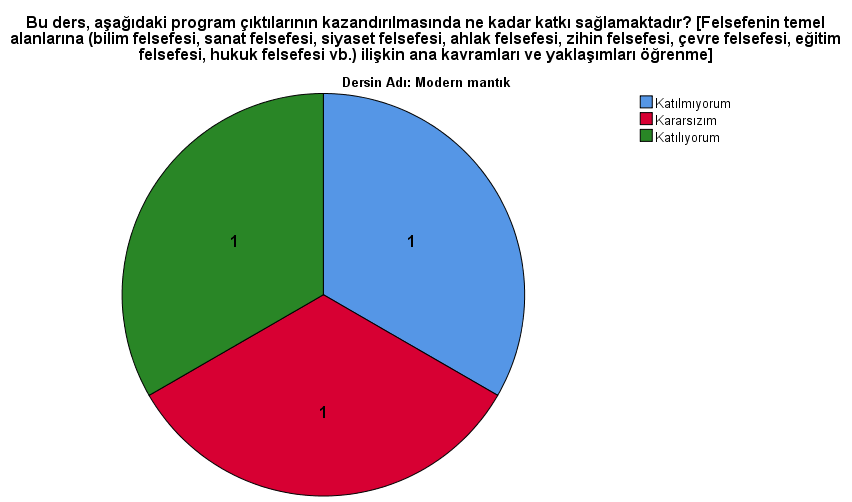 Bu ders, aşağıdaki program çıktılarının kazandırılmasında ne kadar katkı sağlamaktadır? [Felsefenin temel
alanlarına (bilim felsefesi, sanat felsefesi, siyaset felsefesi, ahlak felsefesi, zihin felsefesi, çevre felsefesi, eğitim
felsefesi, hukuk felsefesi vb.) ilişkin ana kavramları ve yaklaşımları öğrenme]
Dersin Adı: Modern mantık
Katılmıyorum
Kararsızım
Katılıyorum
1
1
1